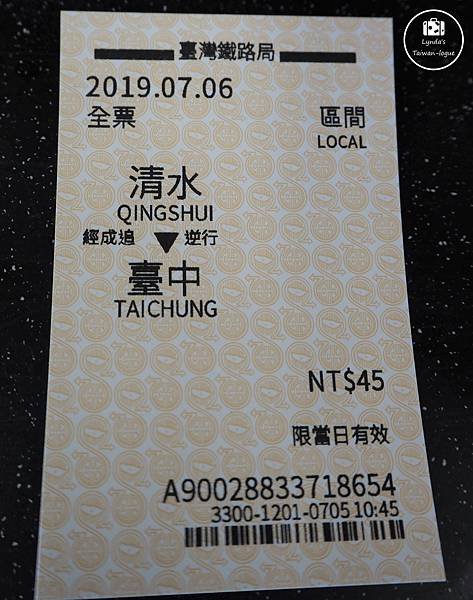 Lynda's
Taiwan-logue
臺灣鐵路局
2019.07.06
全票 區間
LOCAL
清水
QINGSHUI
經成追 ▼ 逆行
臺中
TAICHUNG
NT$45
限當日有效
A90028833718654
3300-1201-0705 10:45